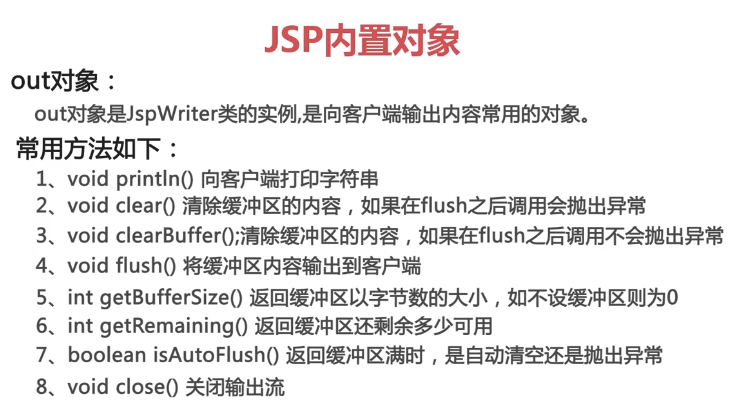 JSP内置对象
out对象：
out对象是JspWriter类的实例,是向客户端输出内容常用的对象。
常用方法如下：
1、void println() 向客户端打印字符串
2、void clear() 清除缓冲区的内容，如果在flush之后调用会抛出异常
3、void clearBuffer();清除缓冲区的内容，如果在flush之后调用不会抛出异常
4、void flush() 将缓冲区内容输出到客户端
5、int getBufferSize() 返回缓冲区以字节数的大小，如不设缓冲区则为0
6、int getRemaining() 返回缓冲区还剩余多少可用
7、boolean isAutoFlush() 返回缓冲区满时，是自动清空还是抛出异常
8、void close() 关闭输出流